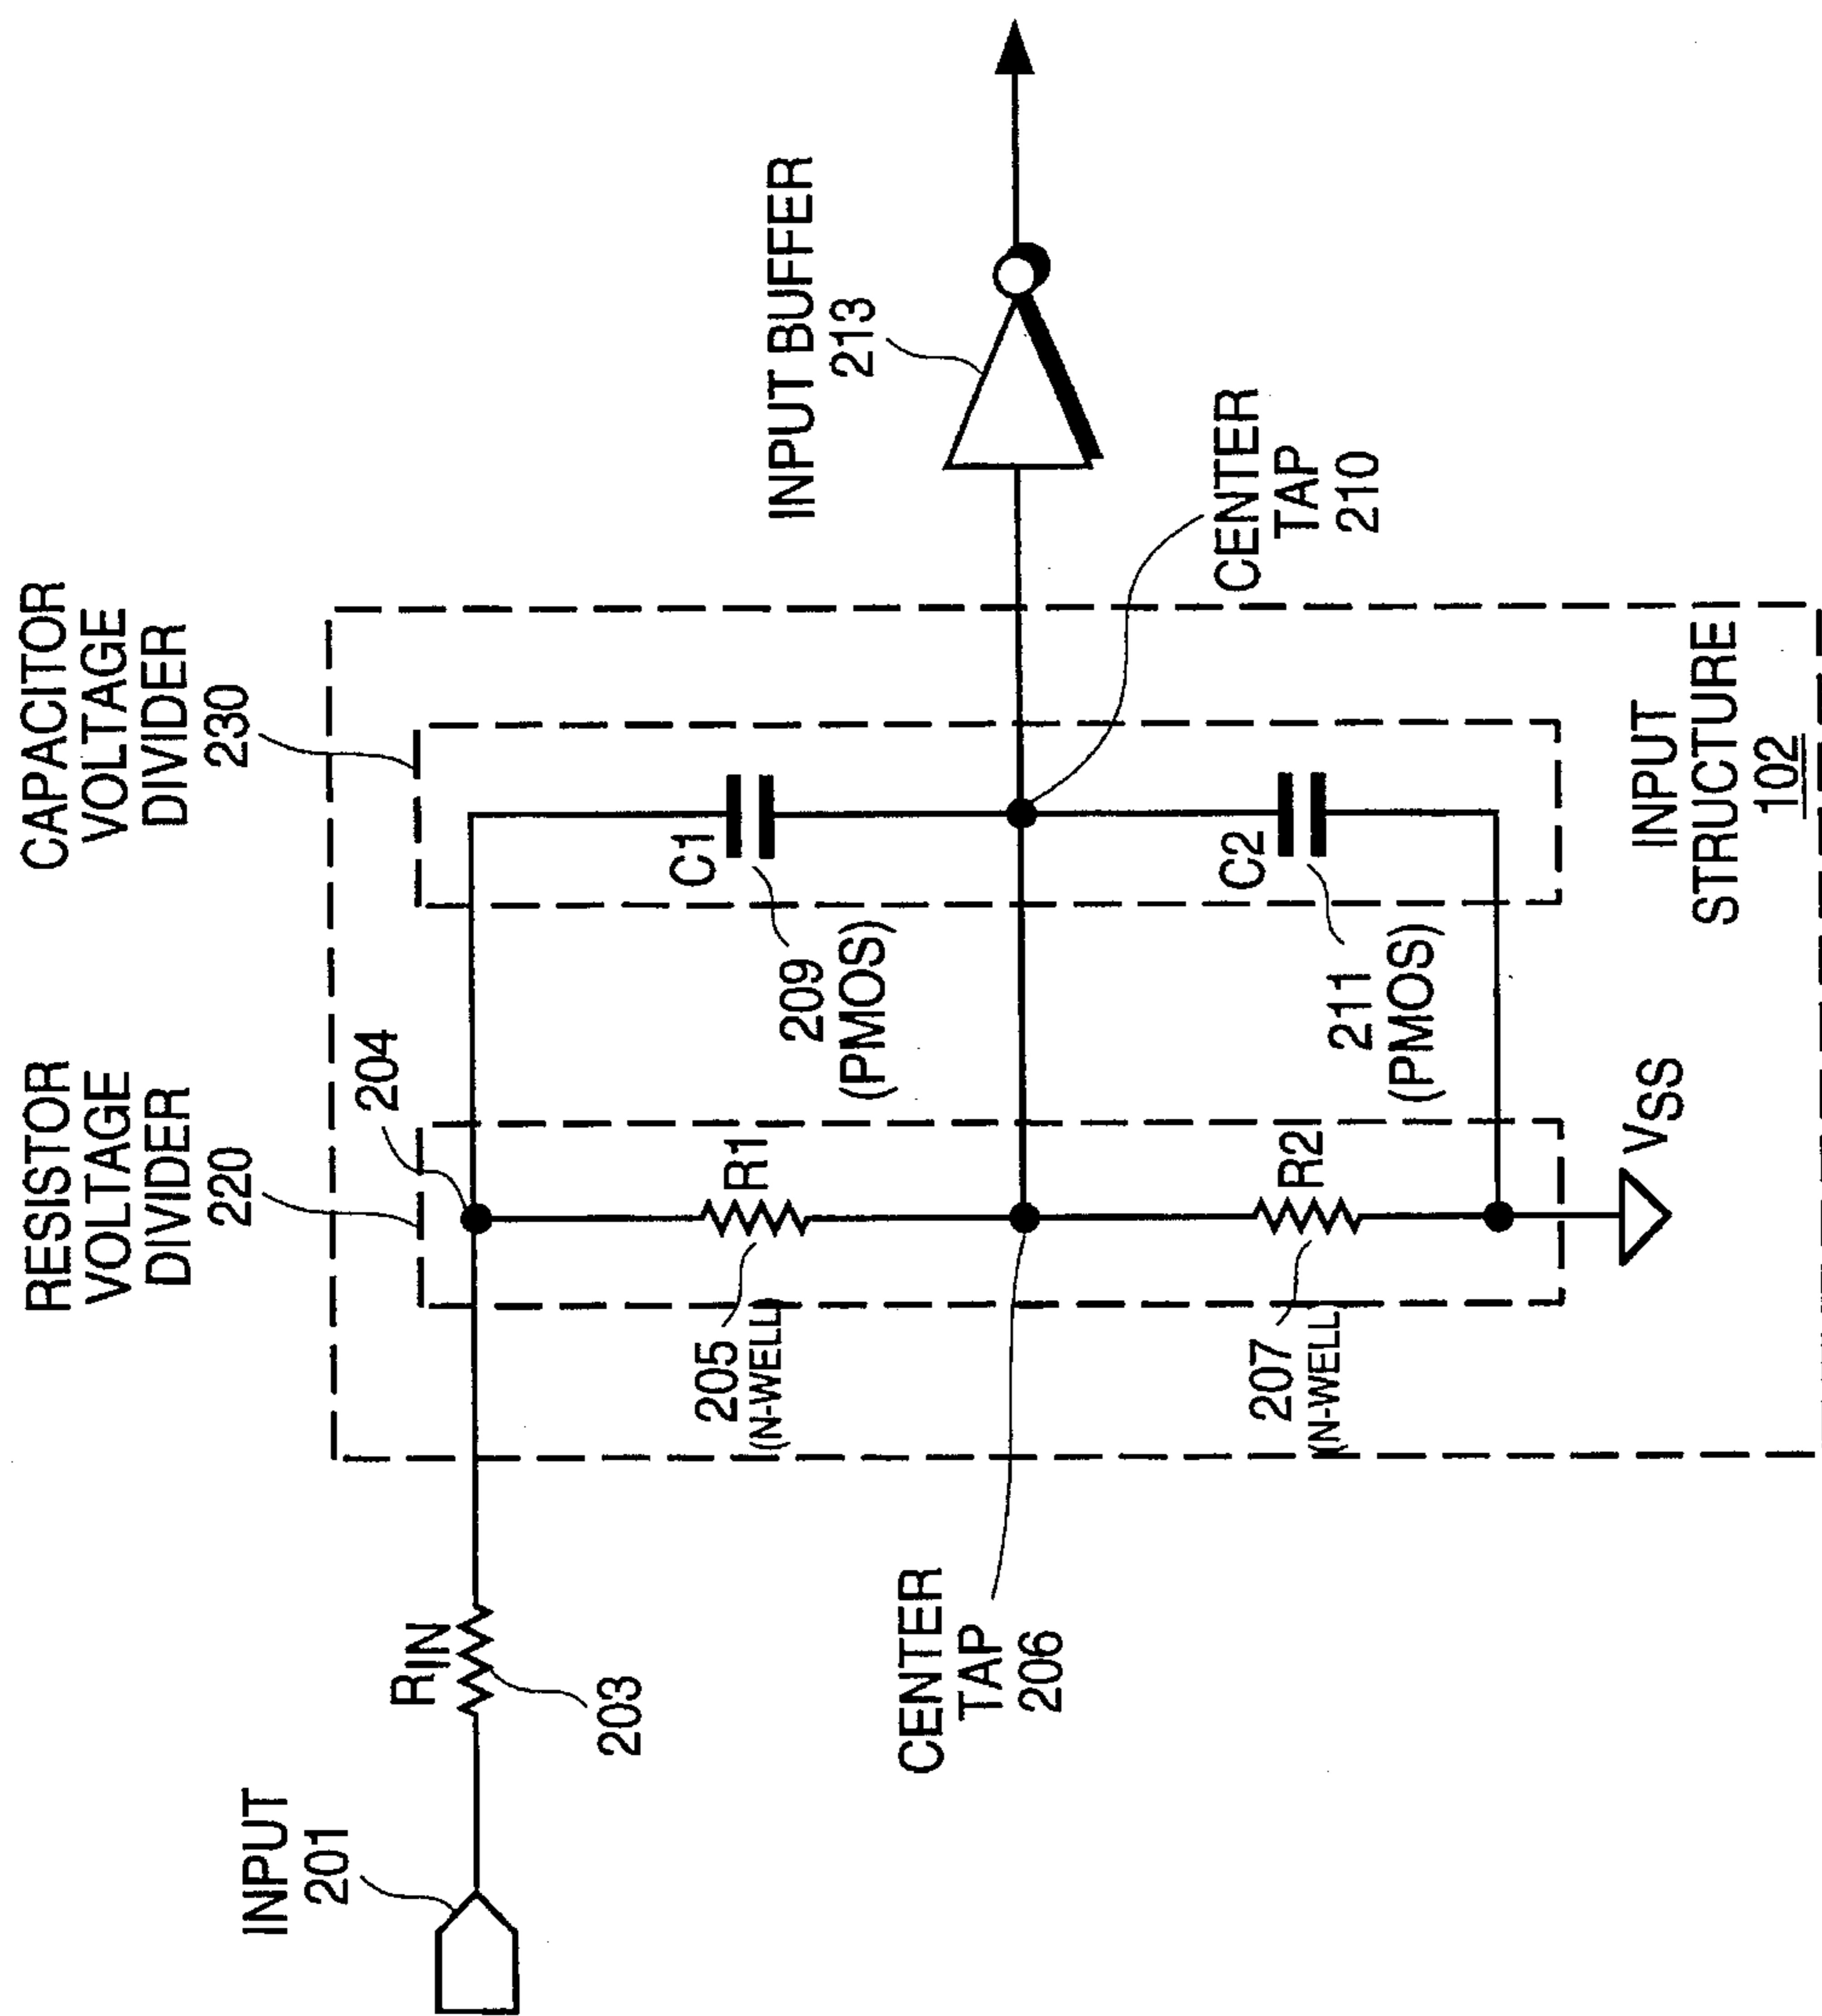 RESISTOR
VOLTAGE
DIVIDER
220
CAPACITOR
VOLTAGE
DIVIDER
230
INPUT
201
RIN
203
204
R1
205
(N-WELL)
C1
209
(PMOS)
INPUT BUFFER
213
CENTER
TAP
206
CENTER
TAP
210
R2
207
(N-WELL)
C2
211
(PMOS)
VSS
INPUT
STRUCTURE
102